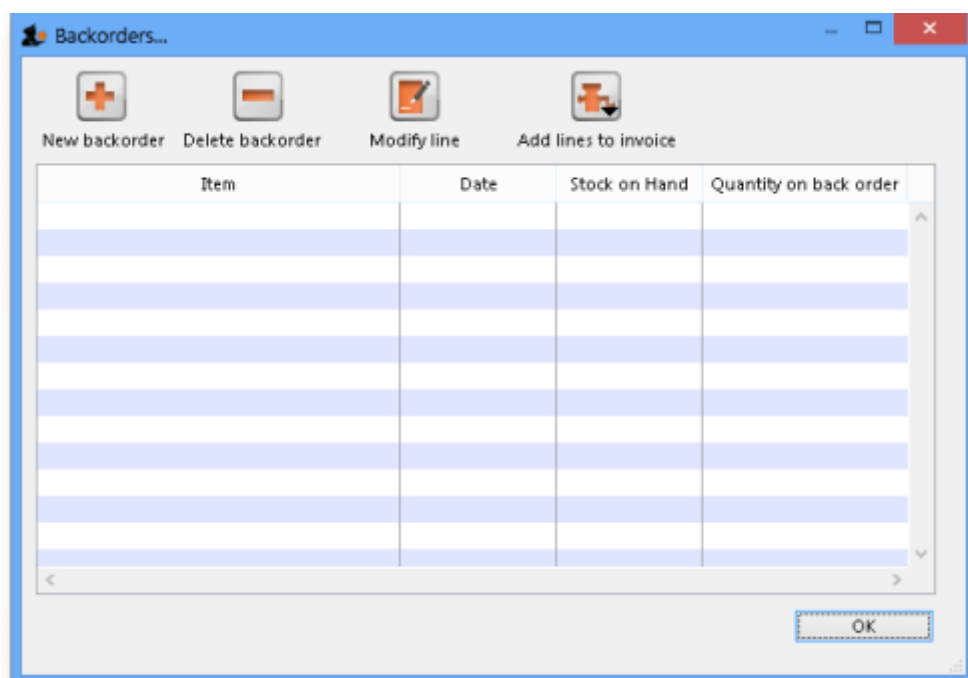 Backorders...
New backorder Delete backorder Modify line Add lines to invoice
Item Date Stock on Hand Quantity on back order
OK